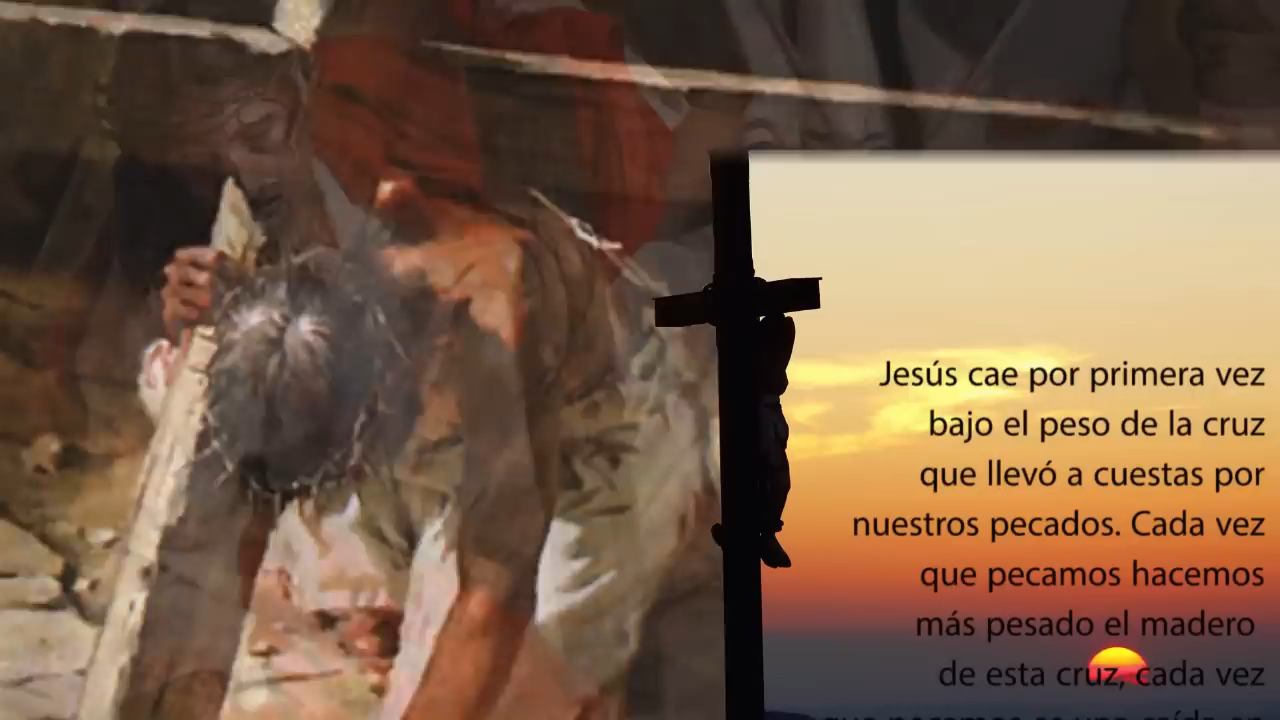 Jesús cae por primera vez
bajo el peso de la cruz
que llevó a cuestas por
nuestros pecados. Cada vez
que pecamos hacemos
más pesado el madero
de esta cruz, cada vez